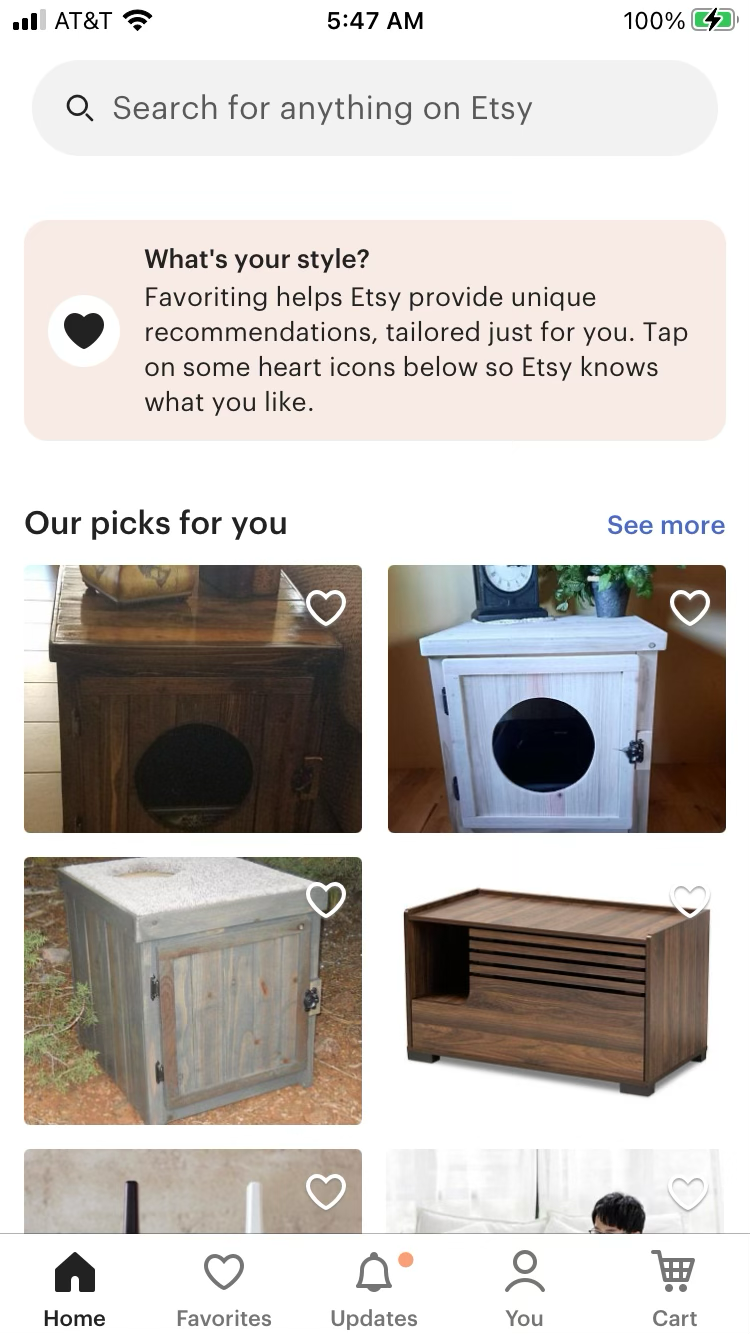 AT&T
5:47 AM
100%
Search for anything on Etsy
What's your style?
Favoriting helps Etsy provide unique
recommendations, tailored just for you. Tap
on some heart icons below so Etsy knows
what you like.
Our picks for you
See more
Home
Favorites
Updates
You
Cart